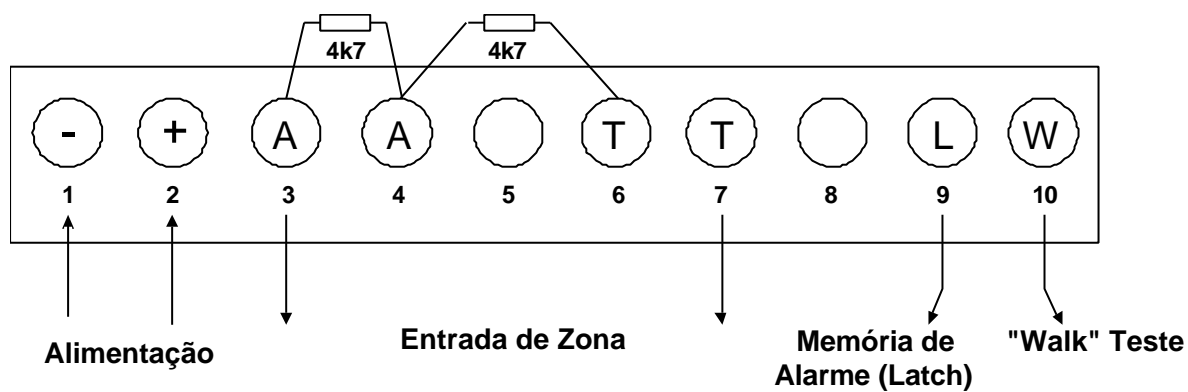 4k7 4k7
- + A A T T L W
1 2 3 4 5 6 7 8 9 10
Alimentação
Entrada de Zona
Memória de
Alarme (Latch)
"Walk" Teste